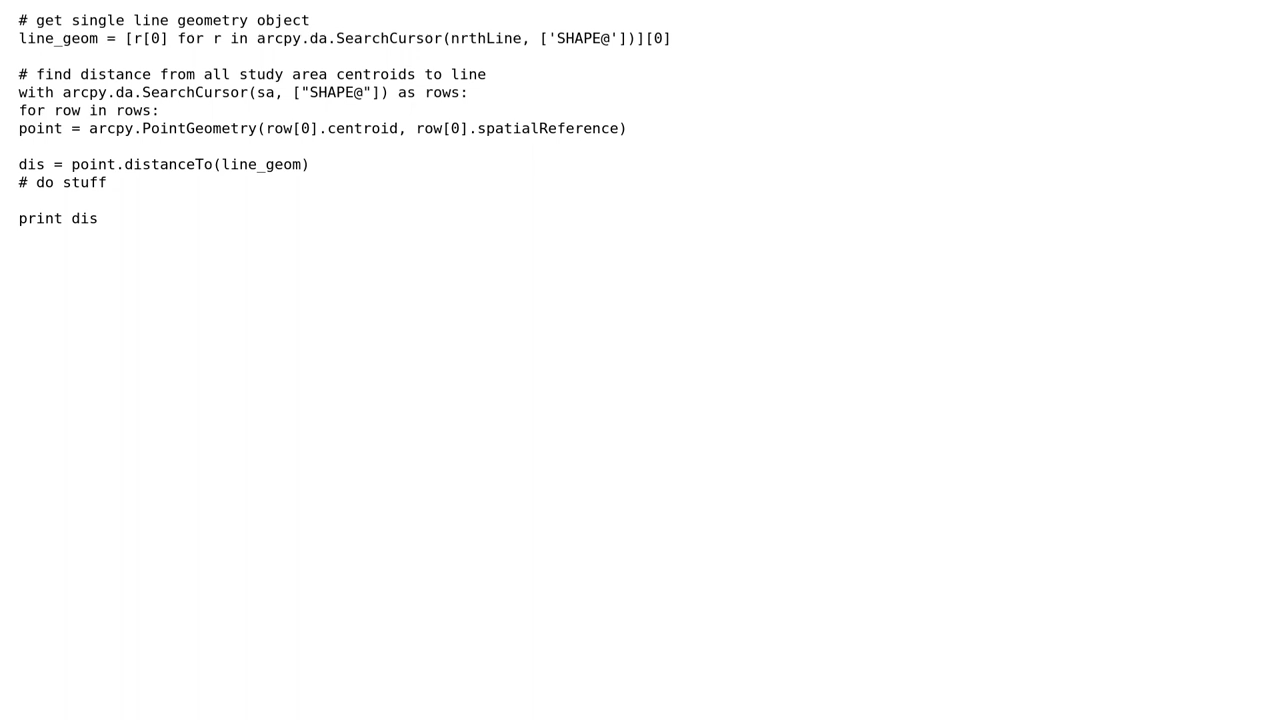 # get single line geometry object
line_geom = [r[0] for r in arcpy.da.SearchCursor(nrthLine, ['SHAPE@'])][0]
# find distance from all study area centroids to line
with arcpy.da.SearchCursor(sa, ["SHAPE@"]) as rows:
for row in rows:
point = arcpy.PointGeometry(row[0].centroid, row[0].spatialReference)
dis = point.distanceTo(line_geom)
# do stuff
print dis